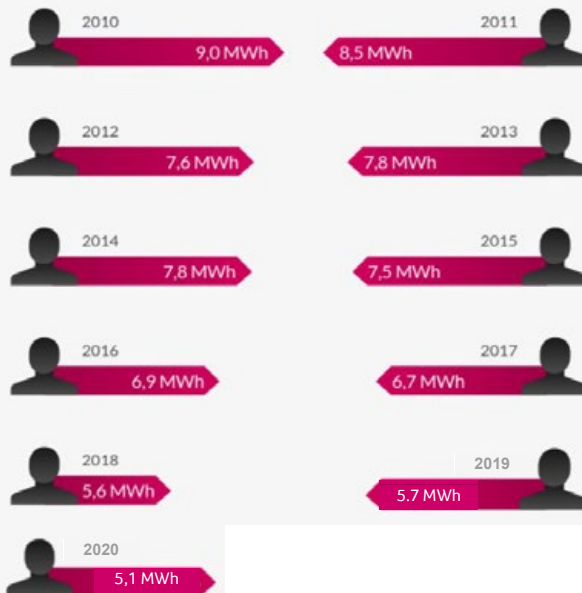 2010
9,0 MWh
2011
8,5 MWh
2012
7,6 MWh
2013
7,8 MWh
2014
7,8 MWh
2015
7,5 MWh
2016
6,9 MWh
2017
6,7 MWh
2018
5,6 MWh
2019
5.7 MWh
2020
5,1 MWh